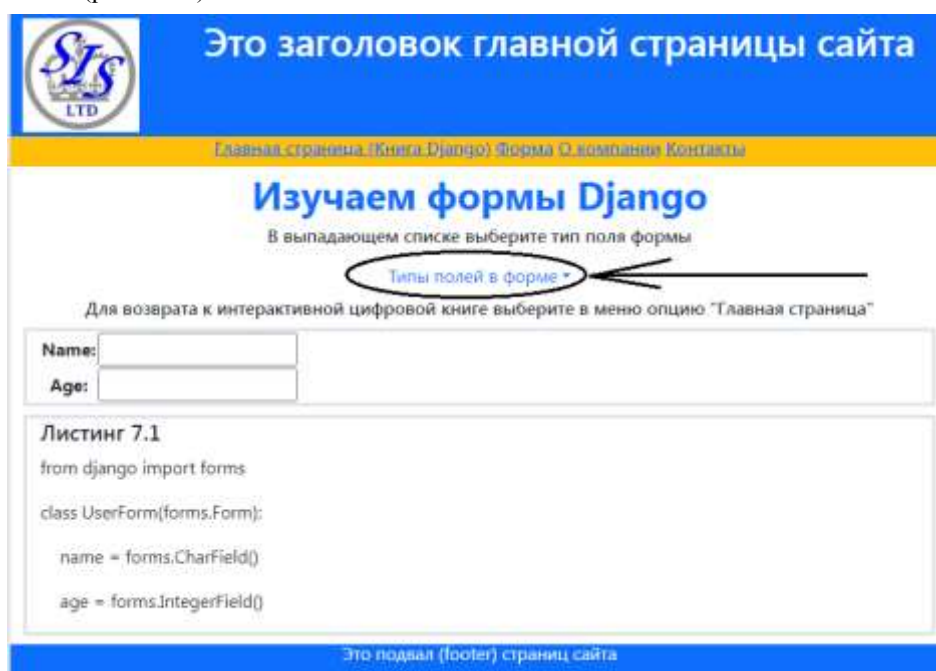 STS
LTD
Это заголовок главной страницы сайта
Главная страница (Книга Django) Форма О компании Контакты
Изучаем формы Django
В выпадающем списке выберите тип поля формы
Типы полей в форме
Для возврата к интерактивной цифровой книге выберите в меню опцию "Главная страница"
Name:
Age:
Листинг 7.1
from django import forms
class UserForm(forms.Form):
name = forms.CharField()
age = forms.IntegerField()
Это подвал (footer) страниц сайта